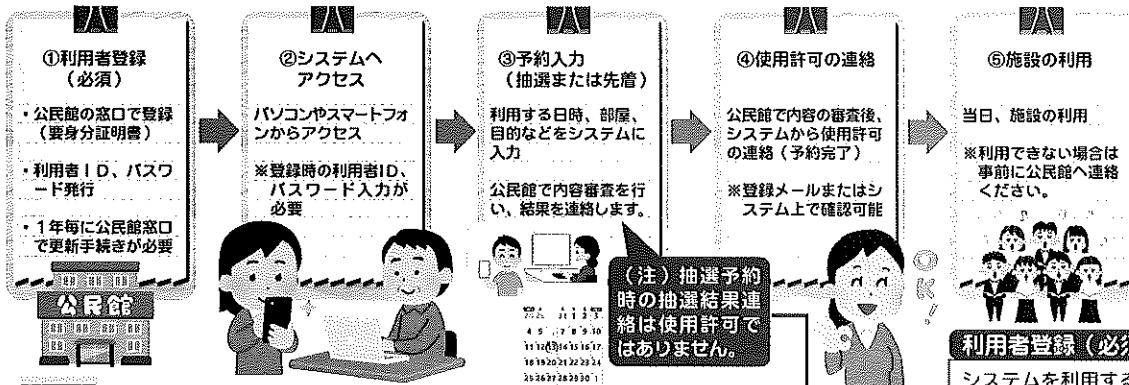 ①利用者登録
（必須）
・公民館の窓口で登録
（要身分証明書）
・利用者ＩＤ、パスワ
ード発行
・１年毎に公民館窓口
で更新手続きが必要
公民館
②システムへ
アクセス
パソコンやスマートフォ
ンからアクセス
※登録時の利用者ID、
パスワード入力が
必要
③予約入力
（抽選または先着）
利用する日時、部屋、
目的などをシステムに
入力
公民館で内容審査を行
い、結果を連絡します。
（注）抽選予約
時の抽選結果連
絡は使用許可で
はありません。
④使用許可の連絡
公民館で内容の審査後、
システムから使用許可
の連絡（予約完了）
※登録メールまたはシ
ステム上で確認可能
OK!
⑤施設の利用
当日、施設の利用
※利用できない場合は
事前に公民館へ連絡
ください。
利用者登録（必須
システムを利用する